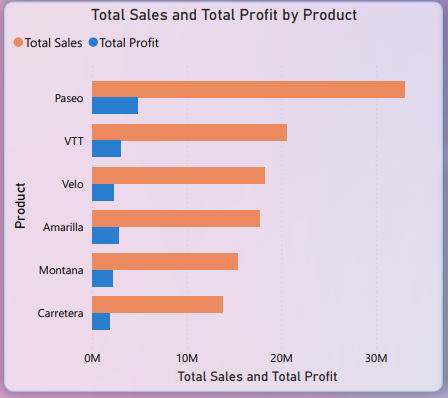 Total Sales and Total Profit by Product
Total Sales Total Profit
Product
Paseo
VTT
Velo
Amarilla
Montana
Carretera
0M 10M 20M 30M
Total Sales and Total Profit